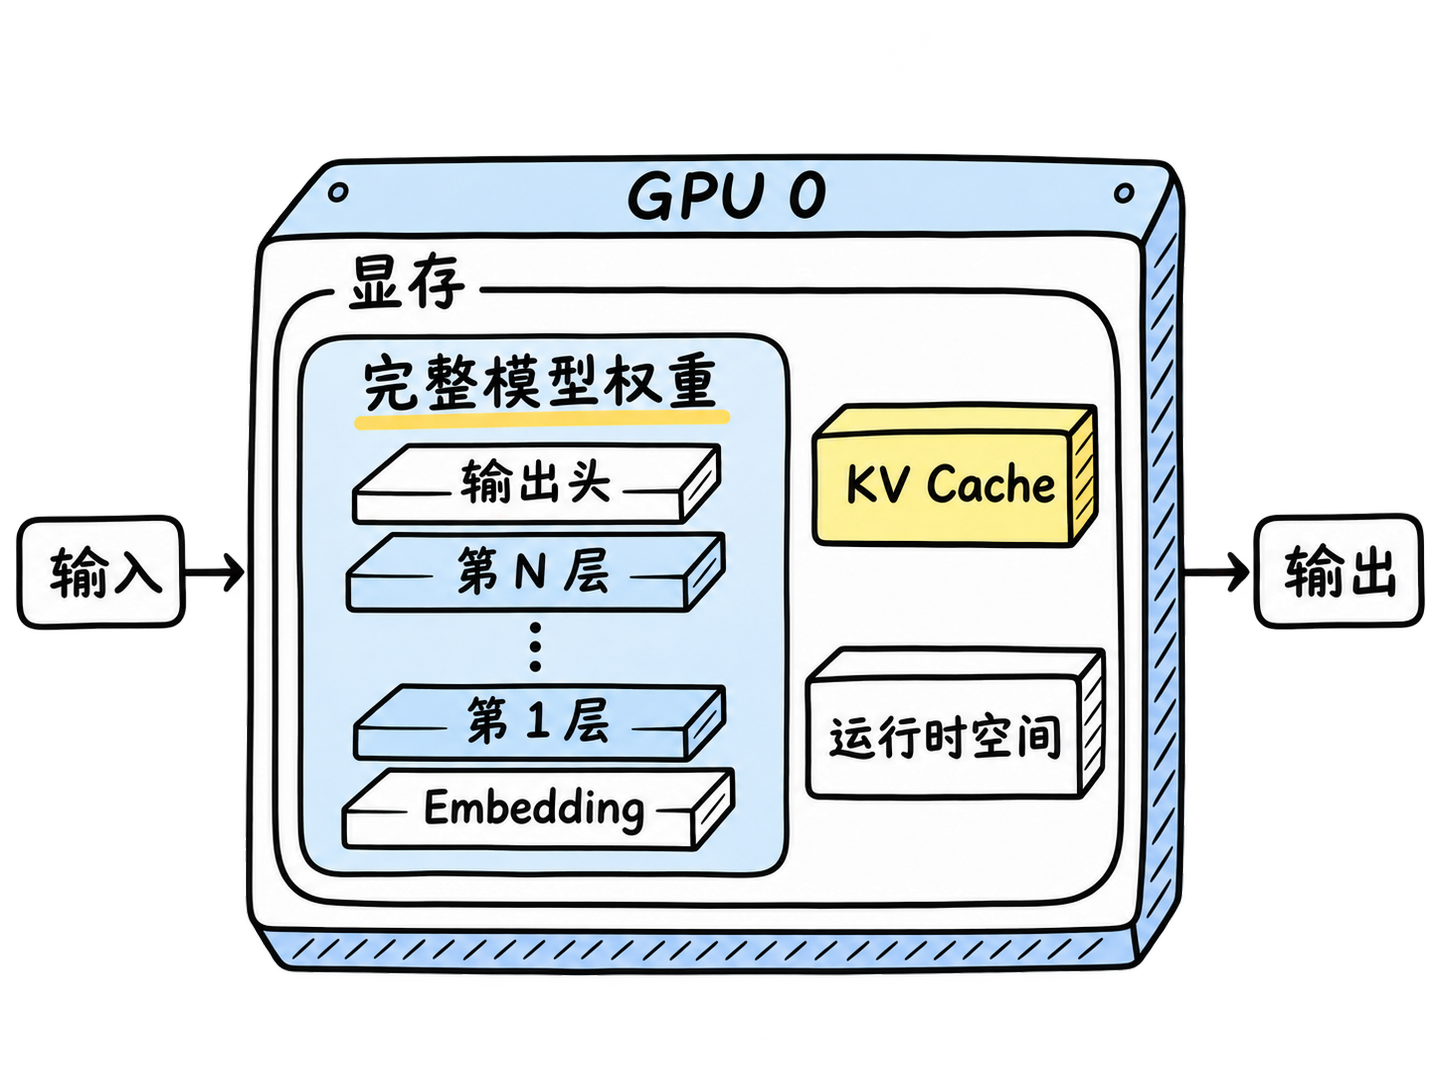 GPU 0
显存
完整模型权重
输出头
第 N 层
第 1 层
Embedding
KV Cache
运行时空间
输入
输出